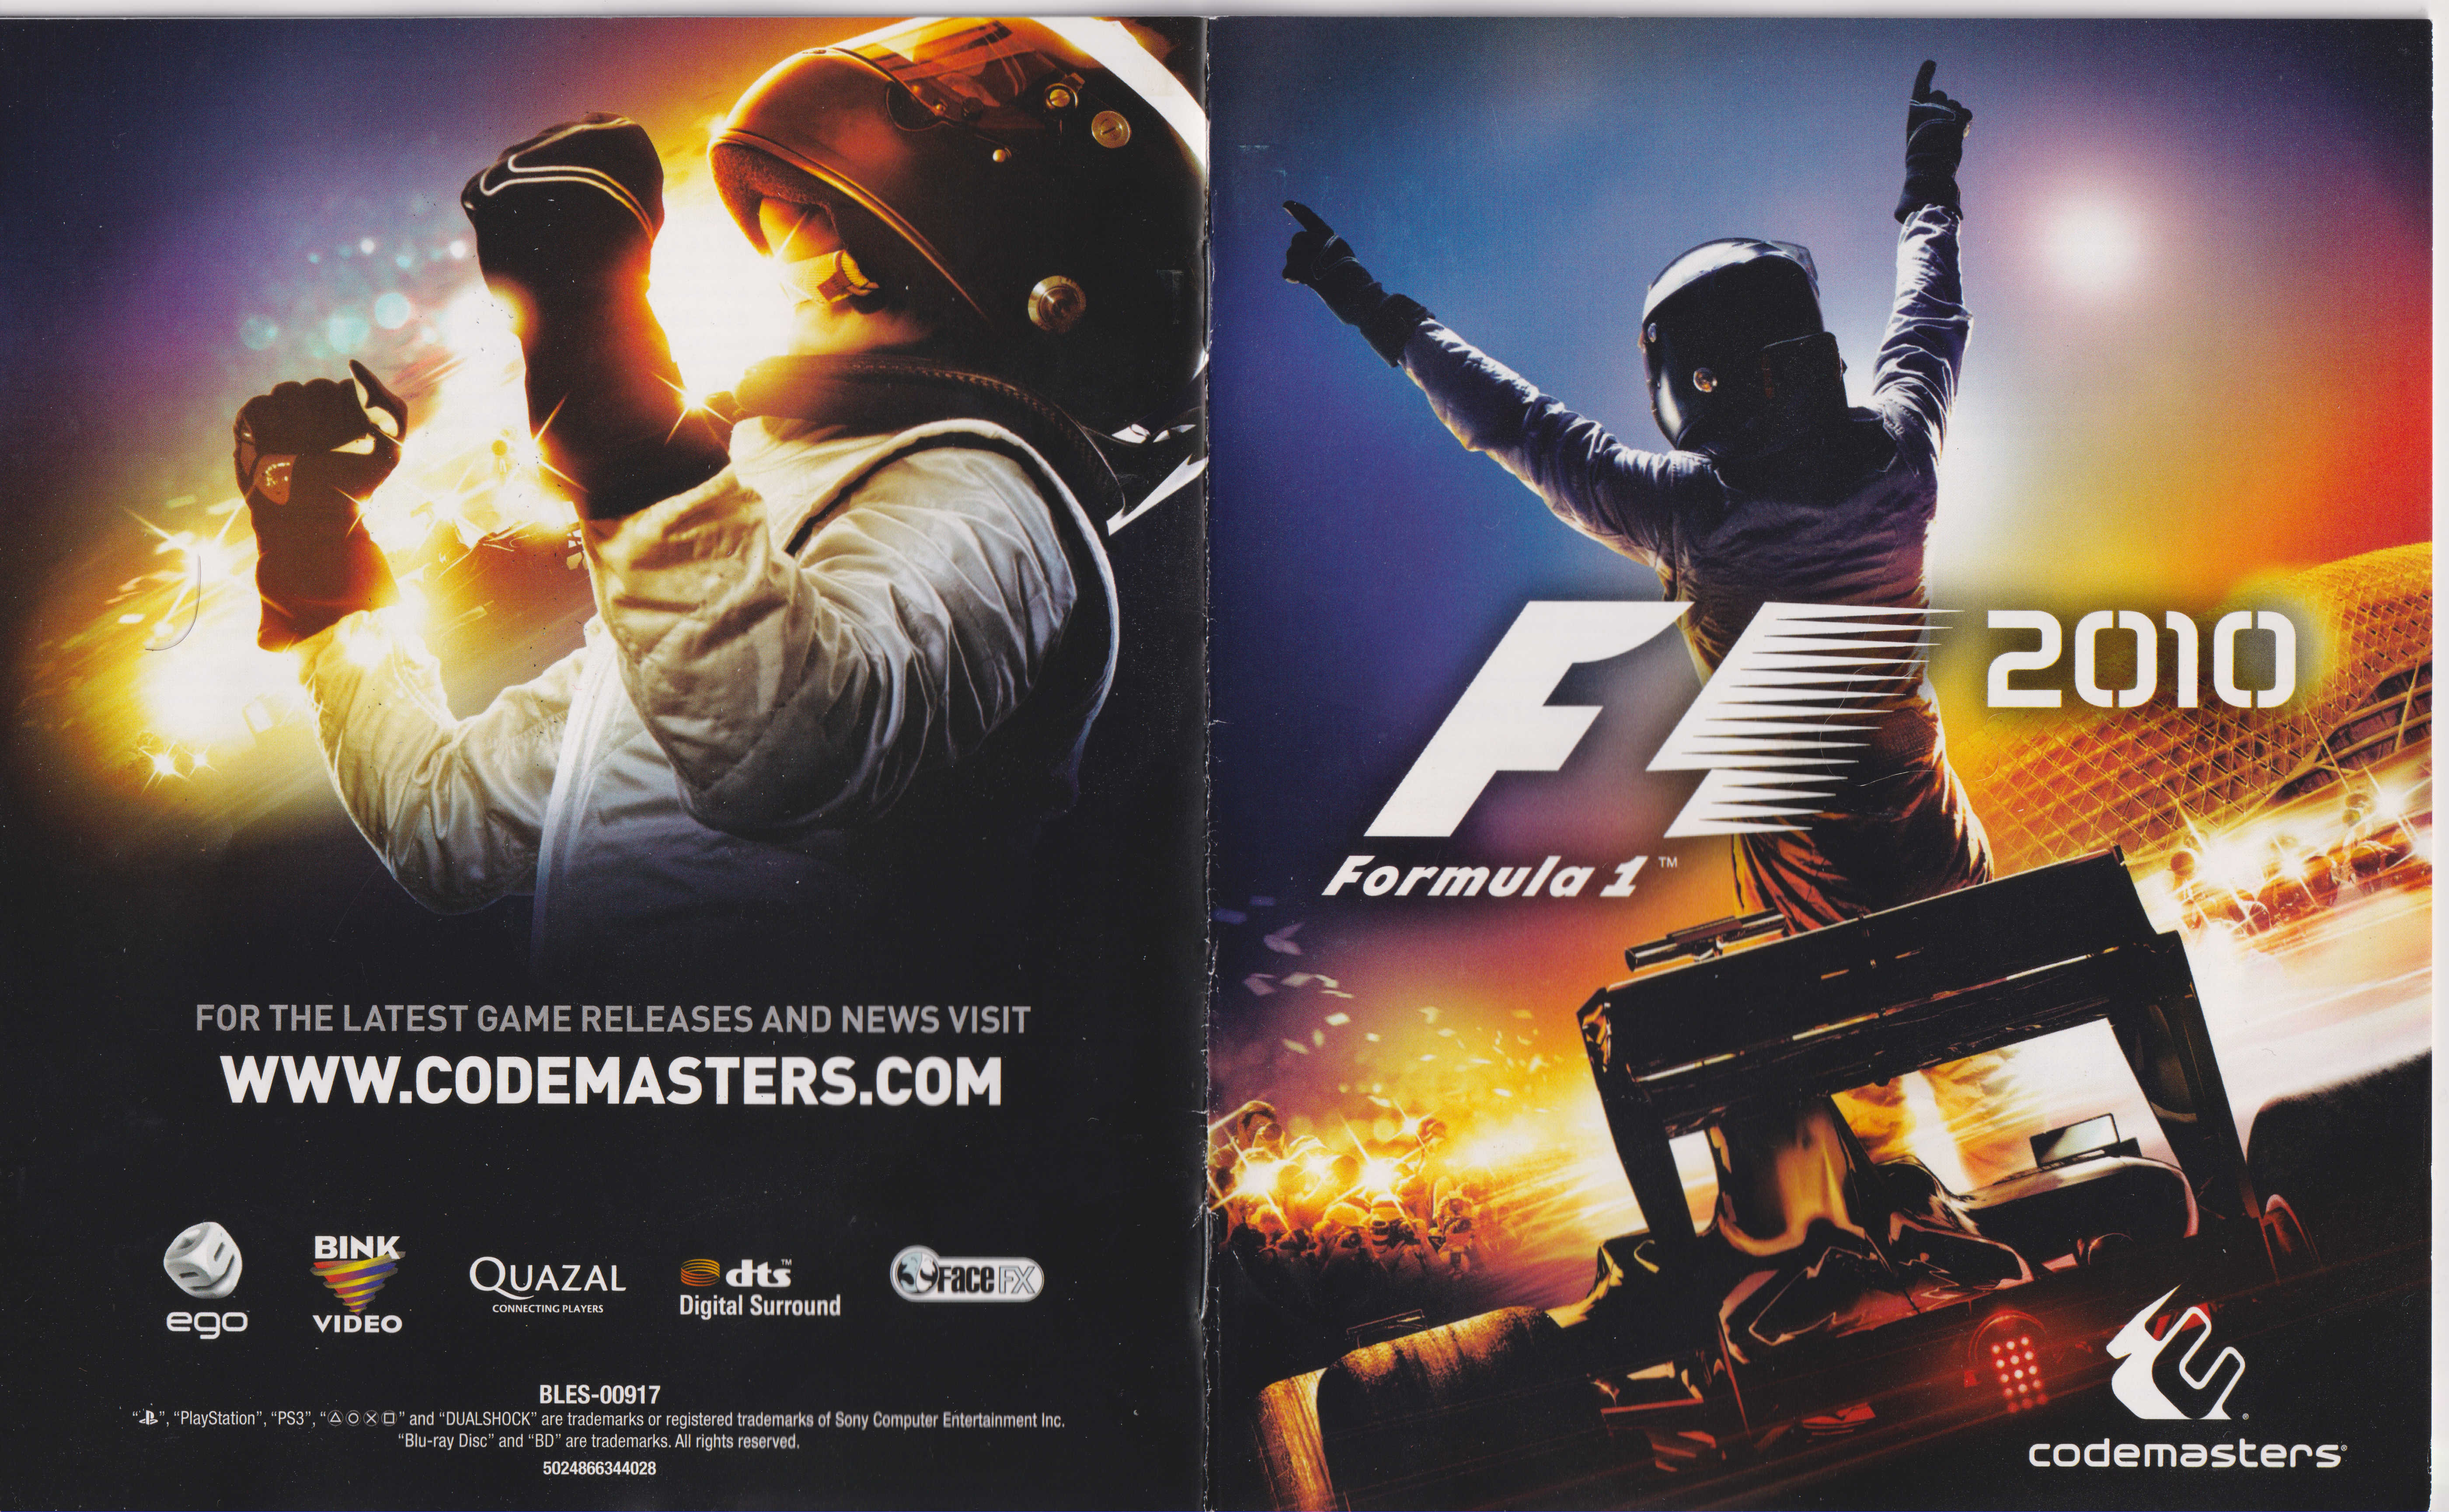 FOR THE LATEST GAME RELEASES AND NEWS VISIT
WWW.CODEMASTERS.COM
ego
BINK
VIDEO
QUAZAL
CONNECTING PLAYERS
dts™
Digital Surround
FACEFX
BLES-00917
“”, “PlayStation”, “PS3”, “△○✕□” and “DUALSHOCK” are trademarks or registered trademarks of Sony Computer Entertainment Inc.
“Blu-ray Disc” and “BD” are trademarks. All rights reserved.
5024866344028
F1 2010
Formula 1™
codemasters®